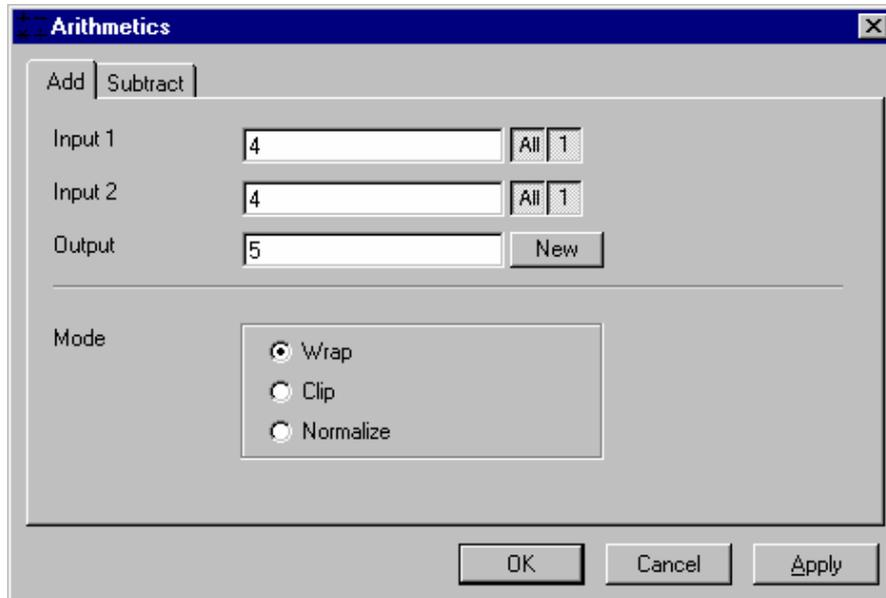 Arithmetics
Add Subtract
Input 1 4 All 1
Input 2 4 All 1
Output 5 New
Mode
Wrap
Clip
Normalize
OK Cancel Apply